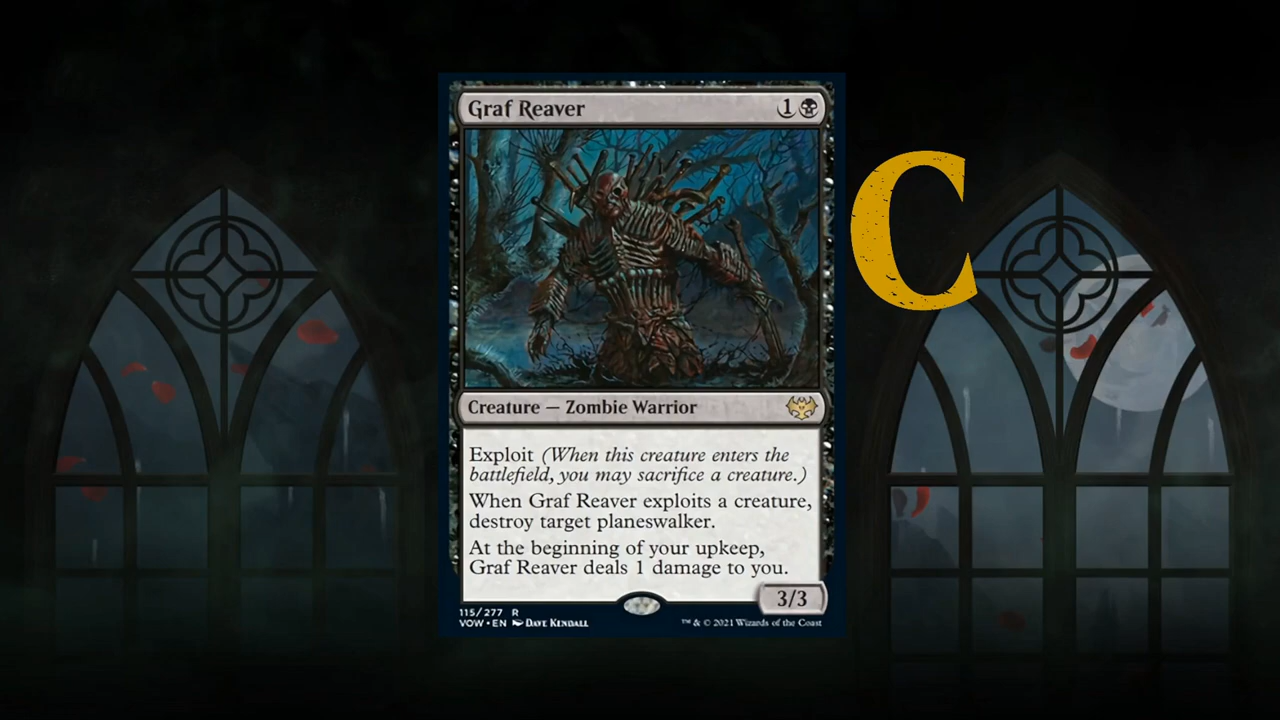 Graf Reaver 1
C
Creature — Zombie Warrior
Exploit (When this creature enters the
battlefield, you may sacrifice a creature.)
When Graf Reaver exploits a creature,
destroy target planeswalker.
At the beginning of your upkeep,
Graf Reaver deals 1 damage to you.
3/3
115/277 R
VOW • EN Dave Kendall
™ & © 2021 Wizards of the Coast